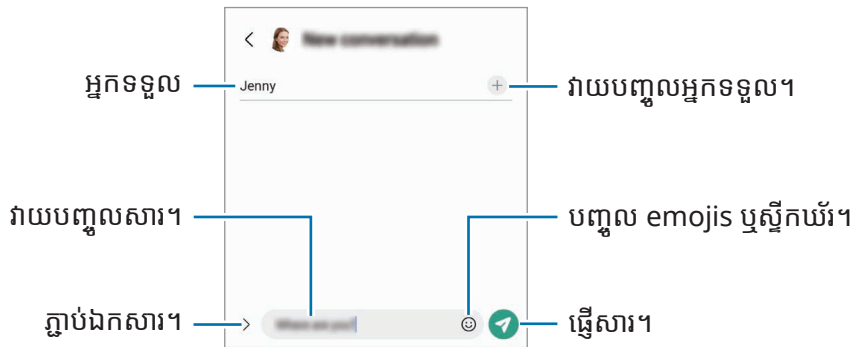 New conversation
អ្នកទទួល
Jenny
វាយបញ្ចូលអ្នកទទួល។
វាយបញ្ចូលសារ។
បញ្ចូល emojis ឬស្ទីកឃ័រ។
ភ្ជាប់ឯកសារ។
Where are you?
ផ្ញើសារ។